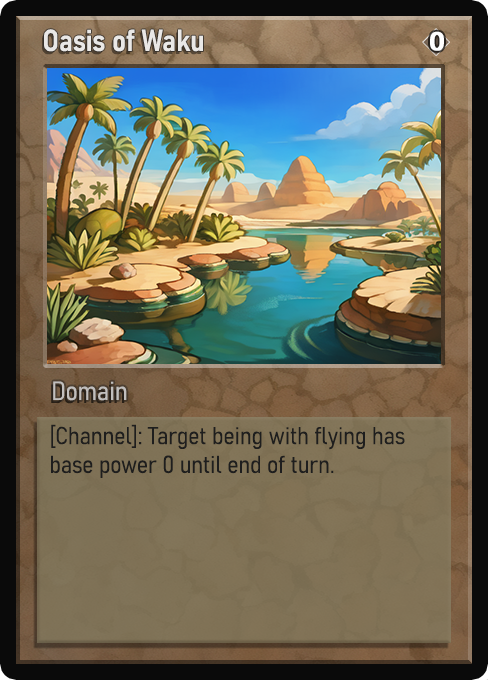 Oasis of Waku
0
Domain
[Channel]: Target being with flying has
base power 0 until end of turn.